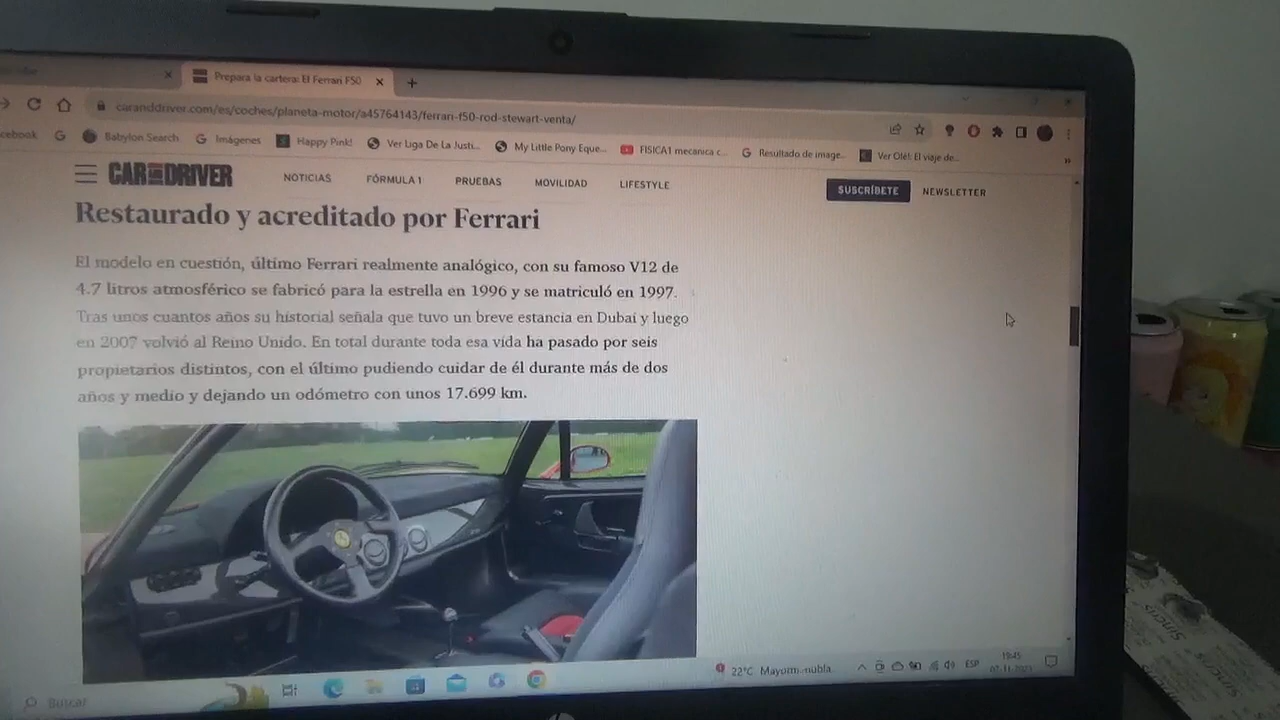 Prepara la cartera: El Ferrari F50
caranddriver.com/es/coches/planeta-motor/a45764143/ferrari-f50-rod-stewart-venta/
cebook
Babylon Search
Imágenes
Happy Pink!
Ver Liga De La Justi...
My Little Pony Eque...
FISICA1 mecanica c...
Resultado de image...
Ver Olé!: El viaje de...
CAR AND DRIVER
NOTICIAS
FÓRMULA 1
PRUEBAS
MOVILIDAD
LIFESTYLE
SUSCRÍBETE
NEWSLETTER
Restaurado y acreditado por Ferrari
El modelo en cuestión, último Ferrari realmente analógico, con su famoso V12 de
4.7 litros atmosférico se fabricó para la estrella en 1996 y se matriculó en 1997.
Tras unos cuantos años su historial señala que tuvo un breve estancia en Dubai y luego
en 2007 volvió al Reino Unido. En total durante toda esa vida ha pasado por seis
propietarios distintos, con el último pudiendo cuidar de él durante más de dos
años y medio y dejando un odómetro con unos 17.699 km.
Buscar
22°C Mayorm. nubla...
ESP
19:45
02-11-2023